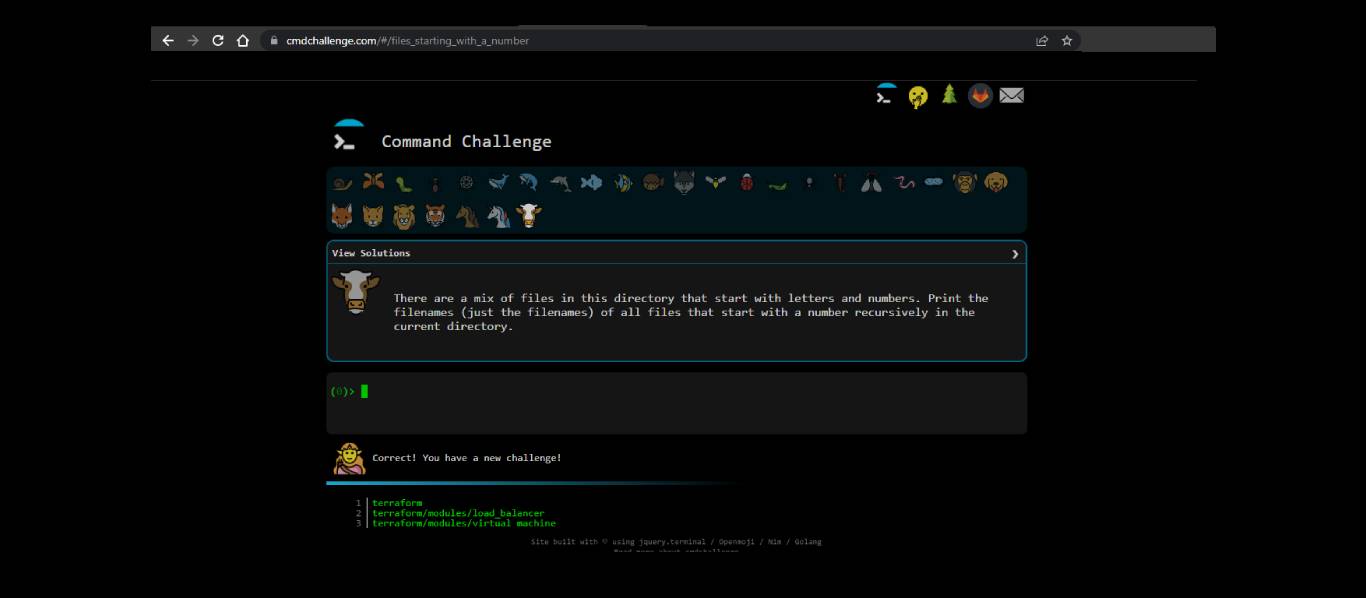 cmdchallenge.com/#/files_starting_with_a_number
Command Challenge
View Solutions
There are a mix of files in this directory that start with letters and numbers. Print the
filenames (just the filenames) of all files that start with a number recursively in the
current directory.
(0)>
Correct! You have a new challenge!
1 terraform
2 terraform/modules/load_balancer
3 terraform/modules/virtual machine
Site built with ♡ using jquery.terminal / Openmoji / Nim / Golang